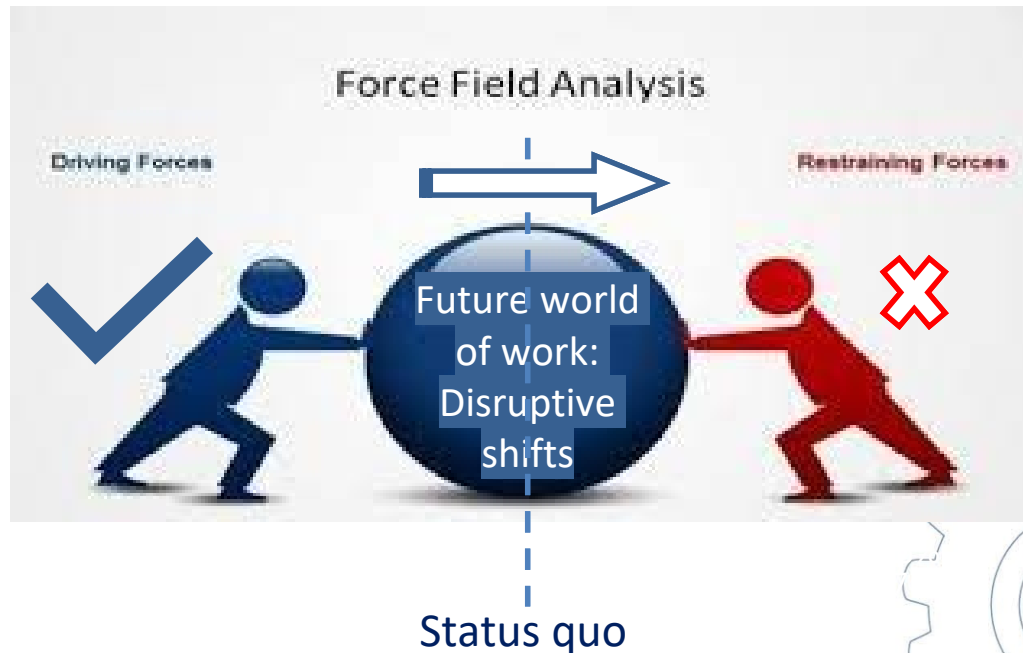 Force Field Analysis
Driving Forces
Restraining Forces
Future world
of work:
Disruptive
shifts
Status quo